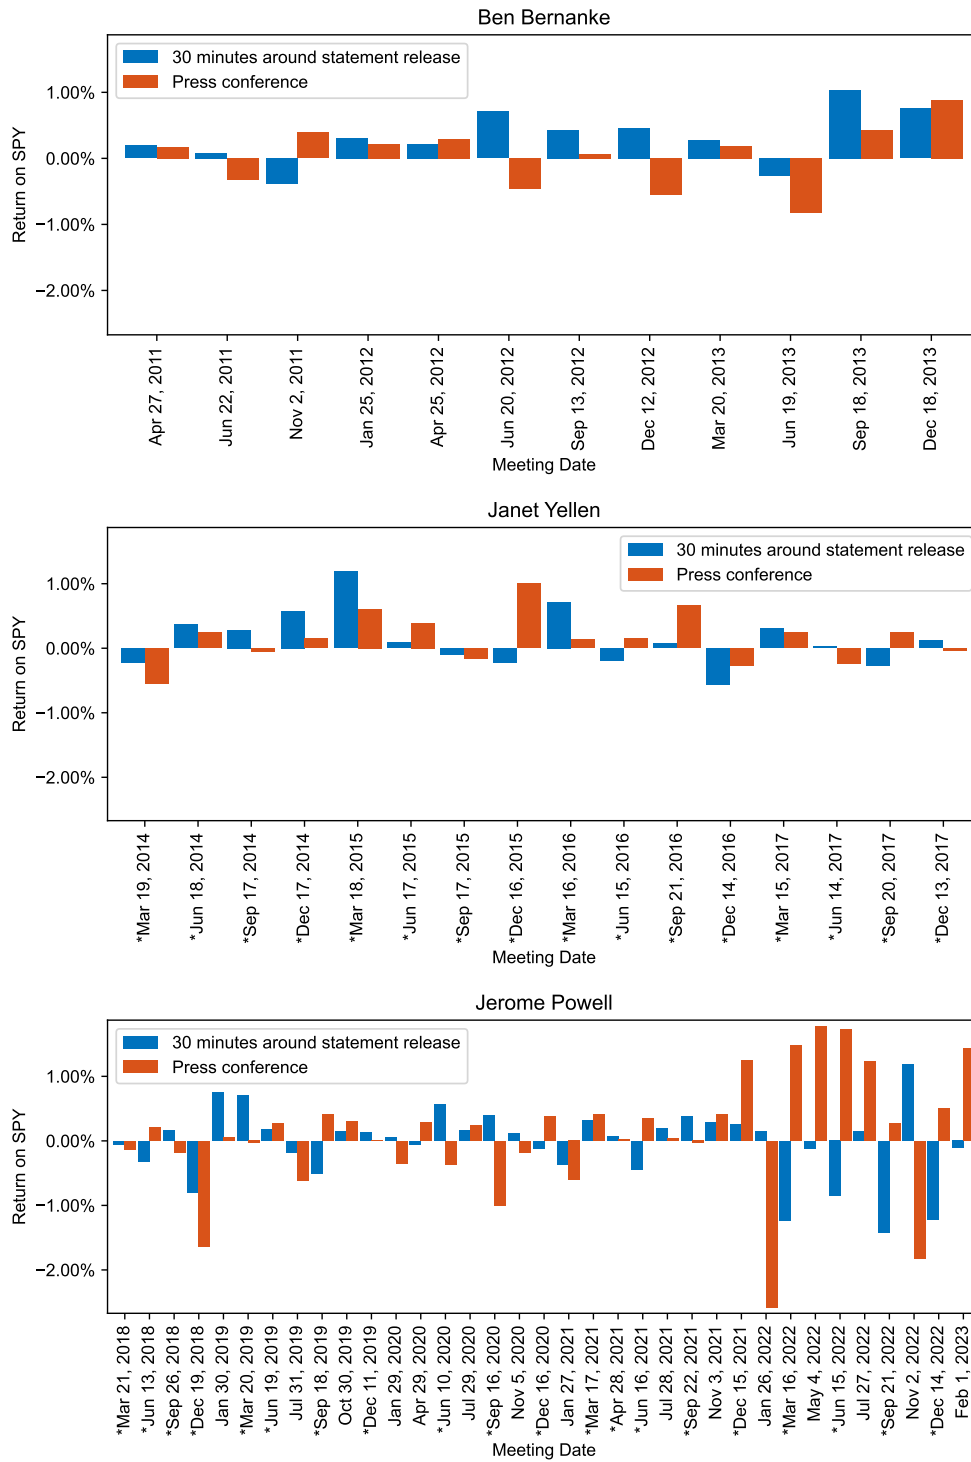 Ben Bernanke
30 minutes around statement release
Press conference
1.00%
0.00%
−1.00%
−2.00%
Return on SPY
Apr 27, 2011
Jun 22, 2011
Nov 2, 2011
Jan 25, 2012
Apr 25, 2012
Jun 20, 2012
Sep 13, 2012
Dec 12, 2012
Mar 20, 2013
Jun 19, 2013
Sep 18, 2013
Dec 18, 2013
Meeting Date
Janet Yellen
30 minutes around statement release
Press conference
1.00%
0.00%
−1.00%
−2.00%
Return on SPY
*Mar 19, 2014
*Jun 18, 2014
*Sep 17, 2014
*Dec 17, 2014
*Mar 18, 2015
*Jun 17, 2015
*Sep 17, 2015
*Dec 16, 2015
*Mar 16, 2016
*Jun 15, 2016
*Sep 21, 2016
*Dec 14, 2016
*Mar 15, 2017
*Jun 14, 2017
*Sep 20, 2017
*Dec 13, 2017
Meeting Date
Jerome Powell
30 minutes around statement release
Press conference
1.00%
0.00%
−1.00%
−2.00%
Return on SPY
*Mar 21, 2018
*Jun 13, 2018
*Sep 26, 2018
*Dec 19, 2018
Jan 30, 2019
*Mar 20, 2019
*Jun 19, 2019
Jul 31, 2019
*Sep 18, 2019
Oct 30, 2019
*Dec 11, 2019
Jan 29, 2020
Apr 29, 2020
*Jun 10, 2020
Jul 29, 2020
*Sep 16, 2020
Nov 5, 2020
*Dec 16, 2020
Jan 27, 2021
*Mar 17, 2021
*Apr 28, 2021
*Jun 16, 2021
Jul 28, 2021
*Sep 22, 2021
Nov 3, 2021
*Dec 15, 2021
Jan 26, 2022
*Mar 16, 2022
May 4, 2022
*Jun 15, 2022
Jul 27, 2022
*Sep 21, 2022
Nov 2, 2022
*Dec 14, 2022
Feb 1, 2023
Meeting Date